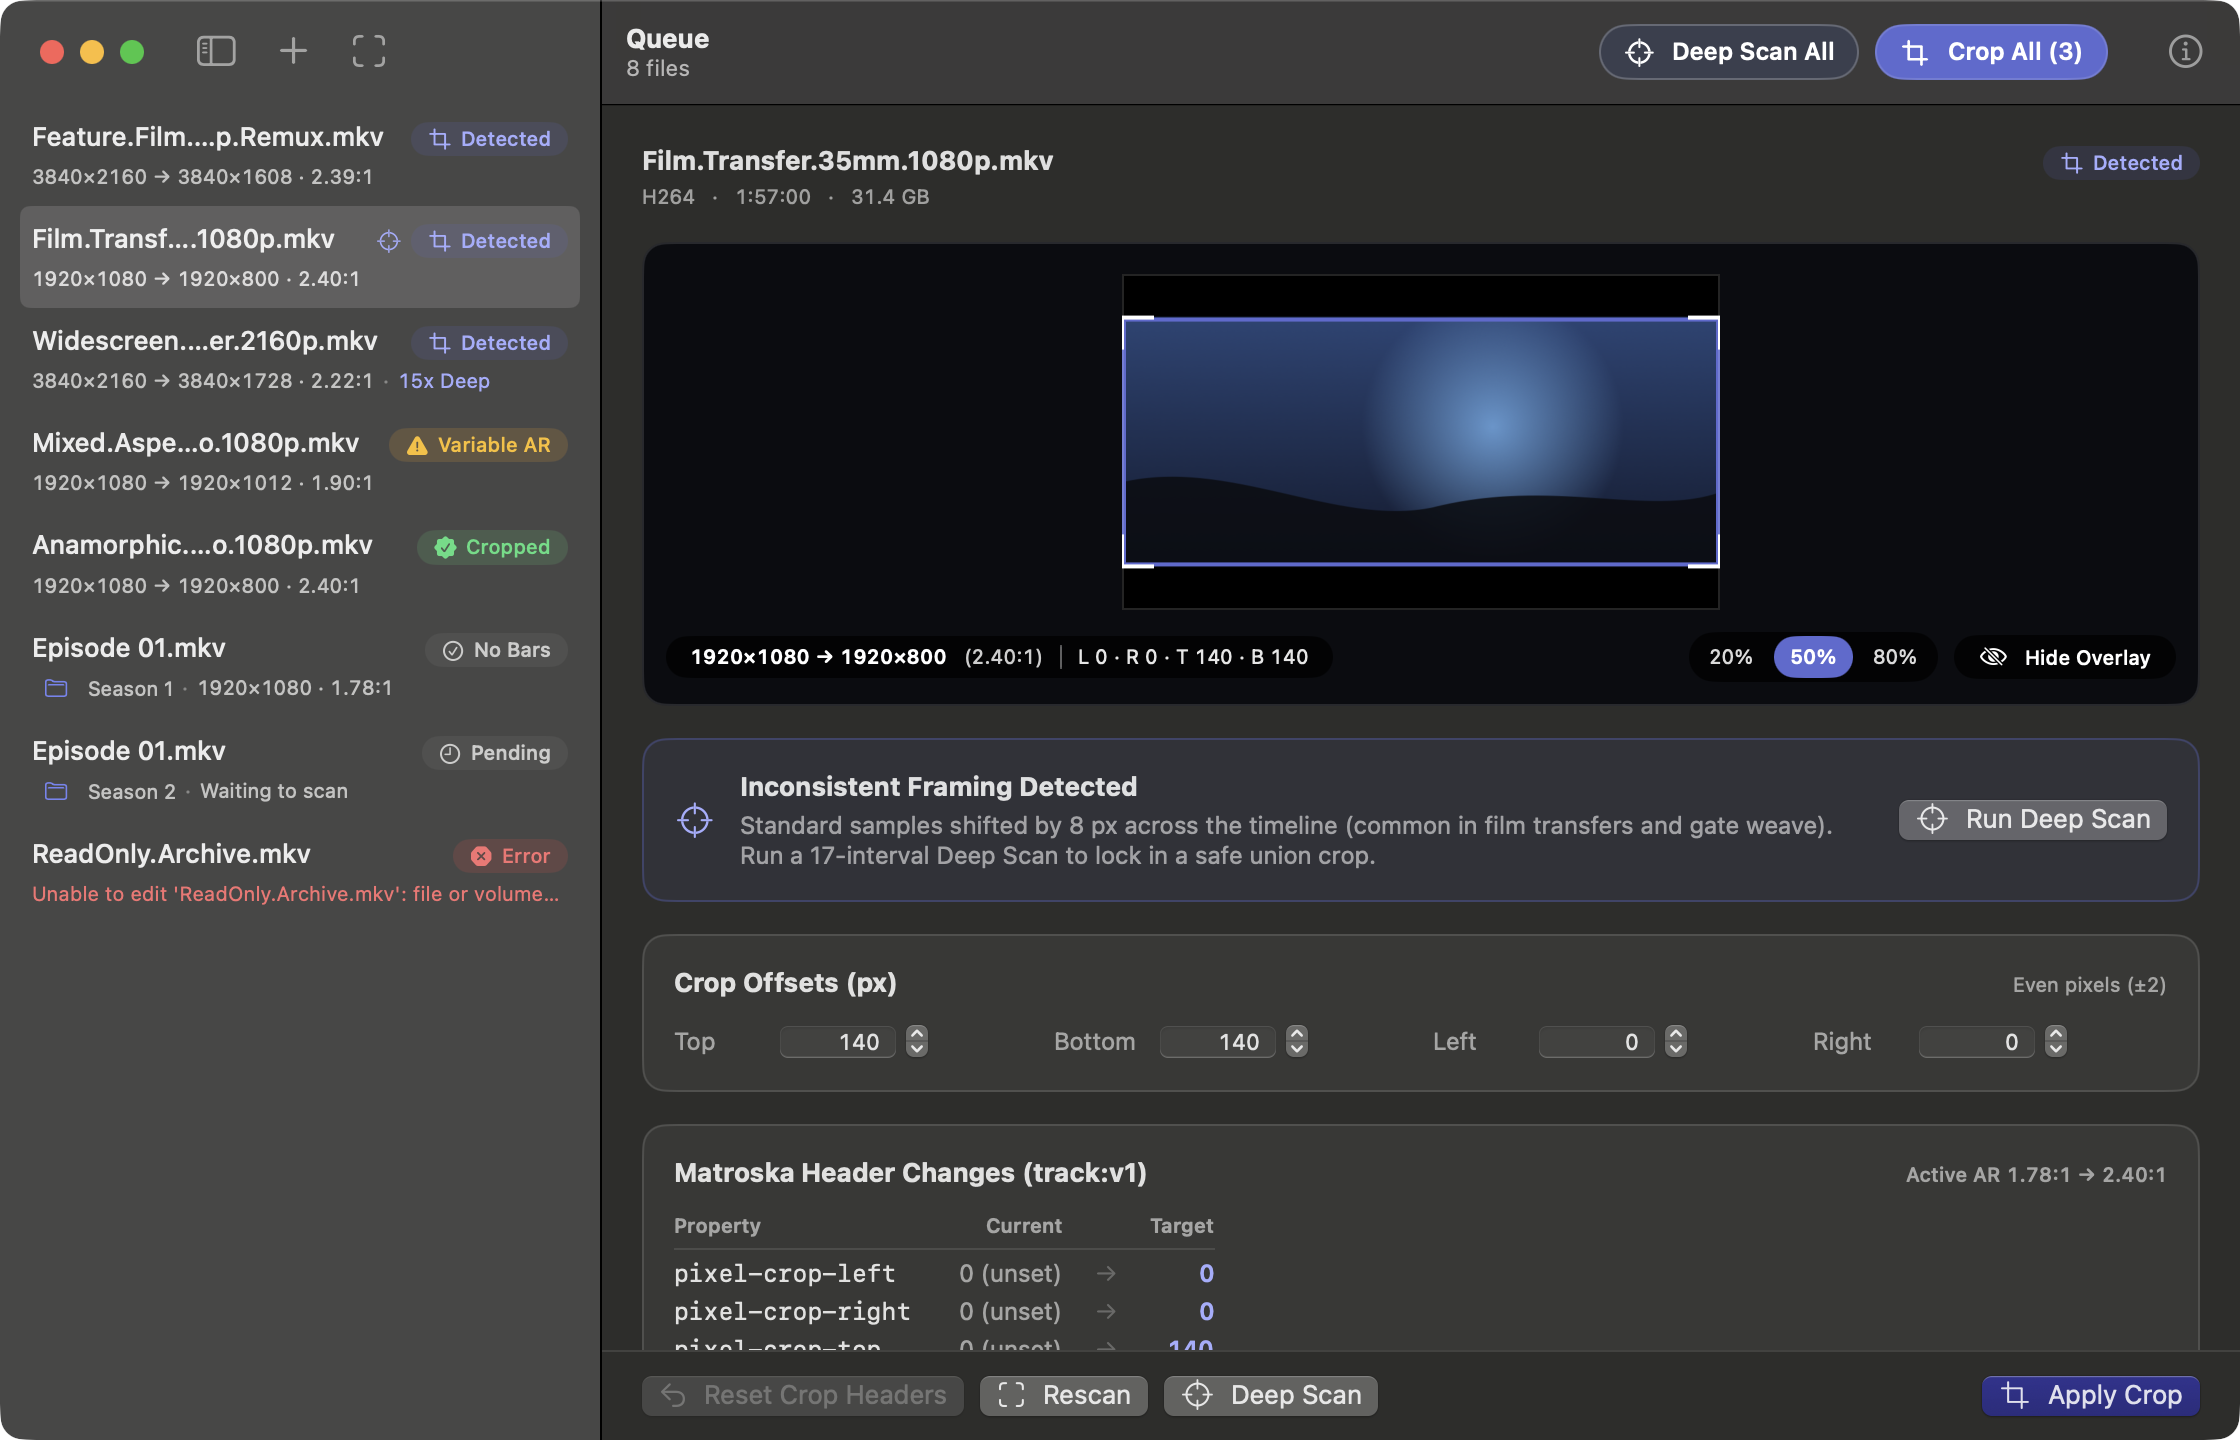 Queue
8 files
Deep Scan All
Crop All (3)
Feature.Film....p.Remux.mkv
Detected
3840×2160 → 3840×1608 · 2.39:1
Film.Transf....1080p.mkv
Detected
1920×1080 → 1920×800 · 2.40:1
Widescreen....er.2160p.mkv
Detected
3840×2160 → 3840×1728 · 2.22:1 · 15x Deep
Mixed.Aspe...o.1080p.mkv
Variable AR
1920×1080 → 1920×1012 · 1.90:1
Anamorphic....o.1080p.mkv
Cropped
1920×1080 → 1920×800 · 2.40:1
Episode 01.mkv
No Bars
Season 1 · 1920×1080 · 1.78:1
Episode 01.mkv
Pending
Season 2 · Waiting to scan
ReadOnly.Archive.mkv
Error
Unable to edit 'ReadOnly.Archive.mkv': file or volume...
Film.Transfer.35mm.1080p.mkv
Detected
H264 · 1:57:00 · 31.4 GB
1920×1080 → 1920×800 (2.40:1) | L 0 · R 0 · T 140 · B 140
20% 50% 80%
Hide Overlay
Inconsistent Framing Detected
Standard samples shifted by 8 px across the timeline (common in film transfers and gate weave).
Run a 17-interval Deep Scan to lock in a safe union crop.
Run Deep Scan
Crop Offsets (px)
Even pixels (±2)
Top 140 Bottom 140 Left 0 Right 0
Matroska Header Changes (track:v1)
Active AR 1.78:1 → 2.40:1
Property Current Target
pixel-crop-left 0 (unset) → 0
pixel-crop-right 0 (unset) → 0
pixel-crop-top 0 (unset) → 140
Reset Crop Headers
Rescan
Deep Scan
Apply Crop